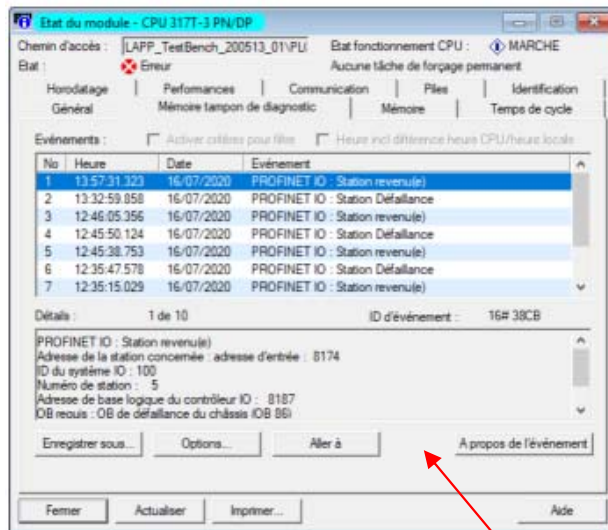 Etat du module - CPU 317T-3 PN/DP
Chemin d'accès : LAPP_TestBench_200513_01\PL Etat fonctionnement CPU : MARCHE
Etat : Erreur Aucune tâche de forçage permanent
Horodatage Performances Communication Piles Identification
Général Mémoire tampon de diagnostic Mémoire Temps de cycle
Evénements : Activer critères pour filtre Heure incl différence heure CPU/heure locale
No Heure Date Evénement
1 13:57:31.323 16/07/2020 PROFINET IO : Station revenu(e)
2 13:32:59.858 16/07/2020 PROFINET IO : Station Défaillance
3 12:46:05.356 16/07/2020 PROFINET IO : Station revenu(e)
4 12:45:50.124 16/07/2020 PROFINET IO : Station Défaillance
5 12:45:38.753 16/07/2020 PROFINET IO : Station revenu(e)
6 12:35:47.578 16/07/2020 PROFINET IO : Station Défaillance
7 12:35:15.029 16/07/2020 PROFINET IO : Station revenu(e)
Détails : 1 de 10 ID d'événement : 16# 38CB
PROFINET IO : Station revenu(e)
Adresse de la station concernée : adresse d'entrée : 8174
ID du système IO : 100
Numéro de station : 5
Adresse de base logique du contrôleur IO : 8187
OB requis : OB de défaillance du châssis (OB 86)
Enregistrer sous... Options... Aller à A propos de l'événement
Fermer Actualiser Imprimer... Aide